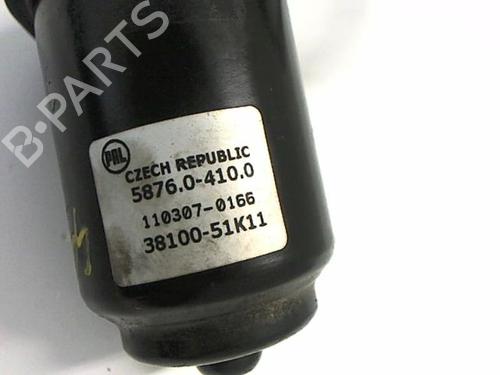 B-PARTS
PAL
CZECH REPUBLIC
5876.0-410.0
110307-0166
38100-51K11